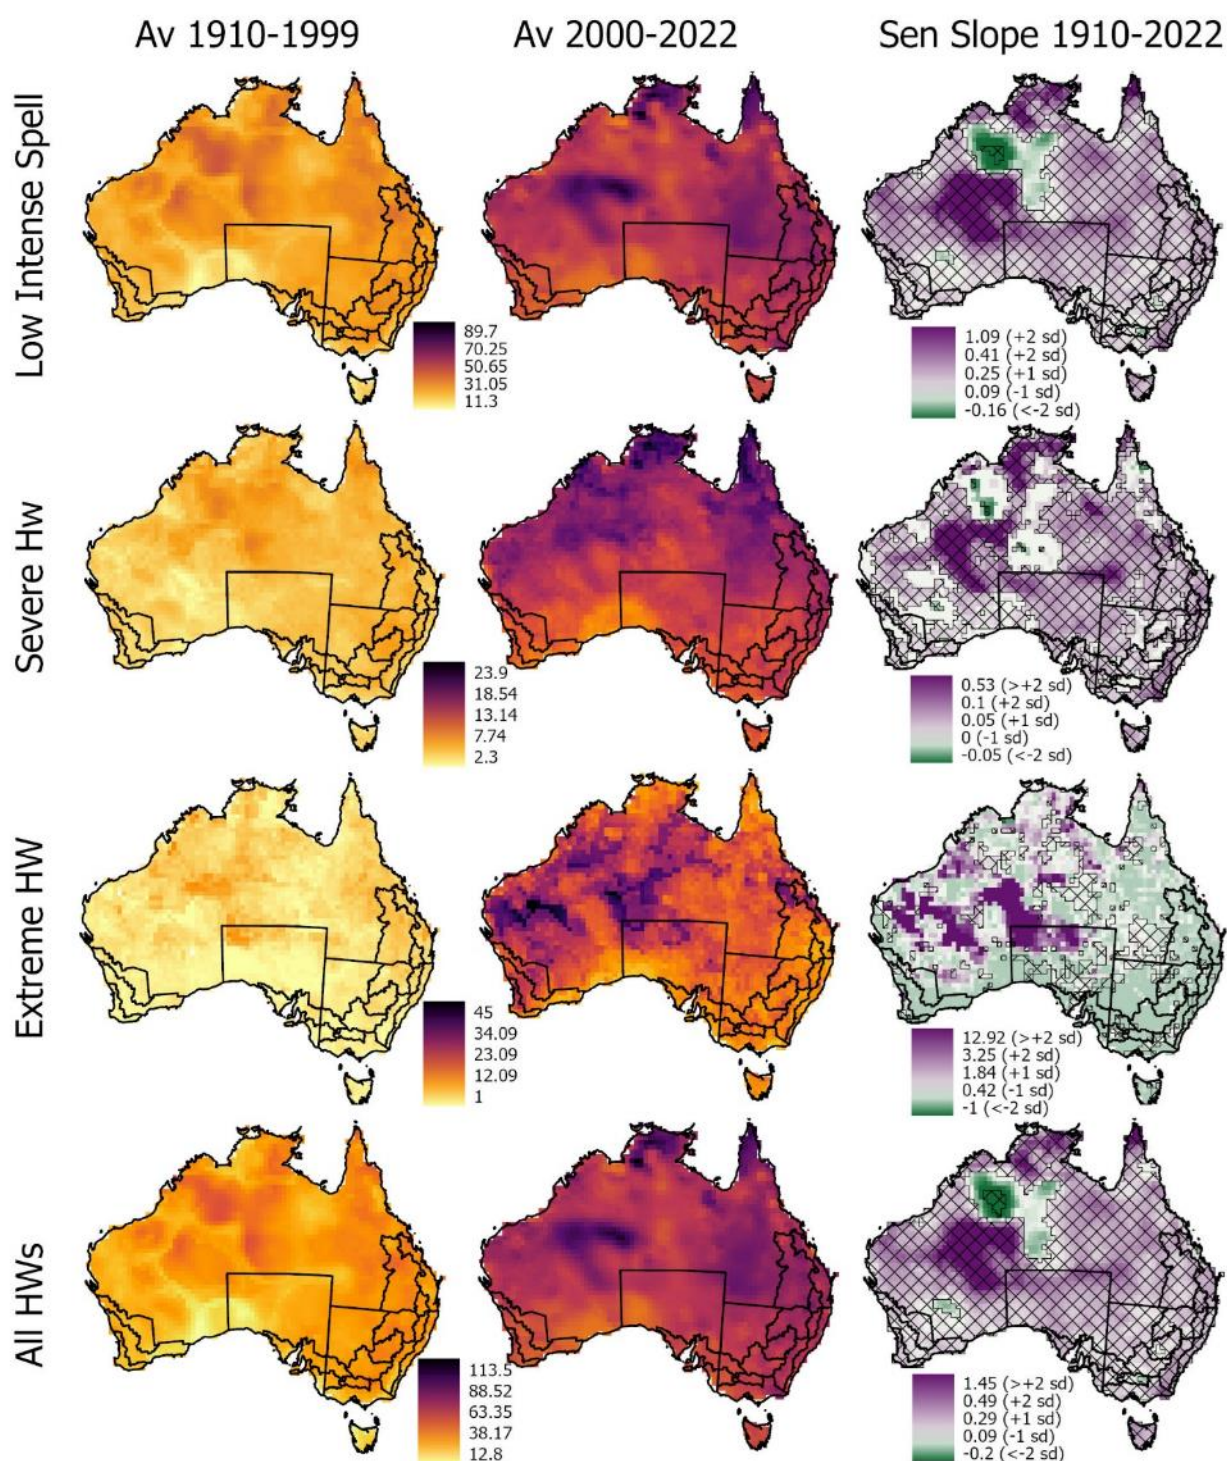 Av 1910-1999
Av 2000-2022
Sen Slope 1910-2022
Low Intense Spell
89.7
70.25
50.65
31.05
11.3
1.09 (+2 sd)
0.41 (+2 sd)
0.25 (+1 sd)
0.09 (-1 sd)
-0.16 (<-2 sd)
Severe Hw
23.9
18.54
13.14
7.74
2.3
0.53 (>+2 sd)
0.1 (+2 sd)
0.05 (+1 sd)
0 (-1 sd)
-0.05 (<-2 sd)
Extreme HW
45
34.09
23.09
12.09
1
12.92 (>+2 sd)
3.25 (+2 sd)
1.84 (+1 sd)
0.42 (-1 sd)
-1 (<-2 sd)
All HWs
113.5
88.52
63.35
38.17
12.8
1.45 (>+2 sd)
0.49 (+2 sd)
0.29 (+1 sd)
0.09 (-1 sd)
-0.2 (<-2 sd)